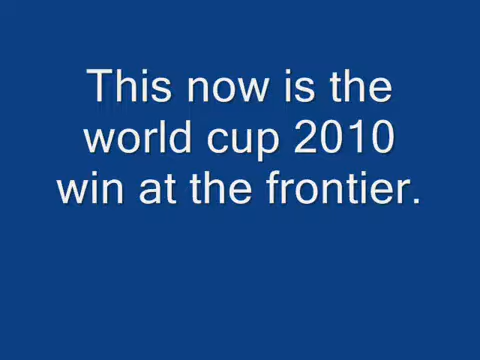 This now is the
world cup 2010
win at the frontier.